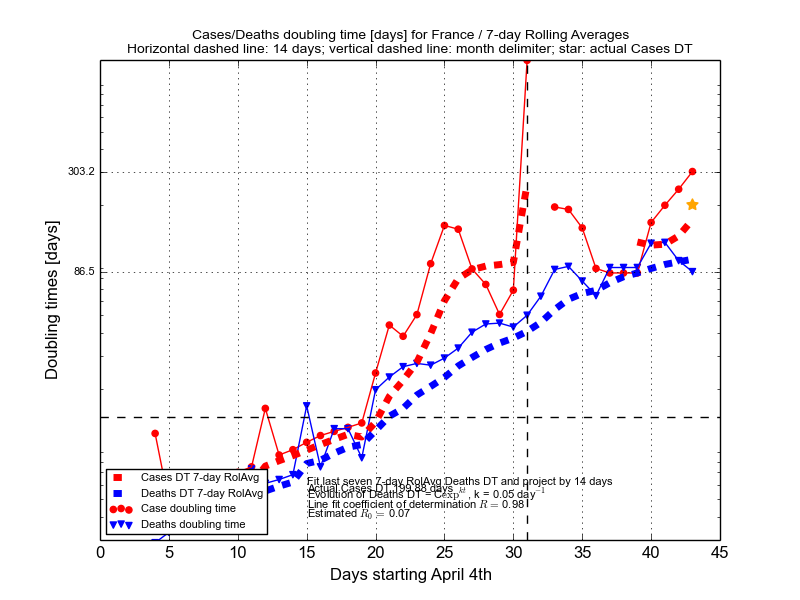 Cases/Deaths doubling time [days] for France / 7-day Rolling Averages
Horizontal dashed line: 14 days; vertical dashed line: month delimiter; star: actual Cases DT
Doubling times [days]
303.2
86.5
Cases DT 7-day RolAvg
Deaths DT 7-day RolAvg
Case doubling time
Deaths doubling time
Fit last seven 7-day RolAvg Deaths DT and project by 14 days
Actual Cases DT 199.88 days
Evolution of Deaths DT = C exp^{kt}, k = 0.05 day^{-1}
Line fit coefficient of determination R = 0.98
Estimated R_0 = 0.07
0 5 10 15 20 25 30 35 40 45
Days starting April 4th